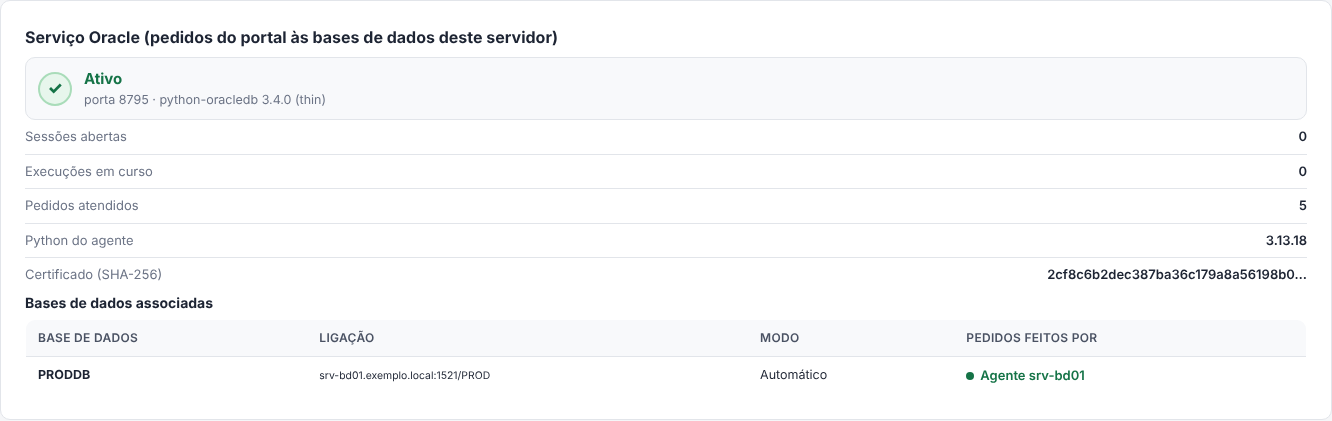 Serviço Oracle (pedidos do portal às bases de dados deste servidor)
Ativo
porta 8795 · python-oracledb 3.4.0 (thin)
Sessões abertas 0
Execuções em curso 0
Pedidos atendidos 5
Python do agente 3.13.18
Certificado (SHA-256) 2cf8c6b2dec387ba36c179a8a56198b0...
Bases de dados associadas
BASE DE DADOS LIGAÇÃO MODO PEDIDOS FEITOS POR
PRODDB srv-bd01.exemplo.local:1521/PROD Automático Agente srv-bd01